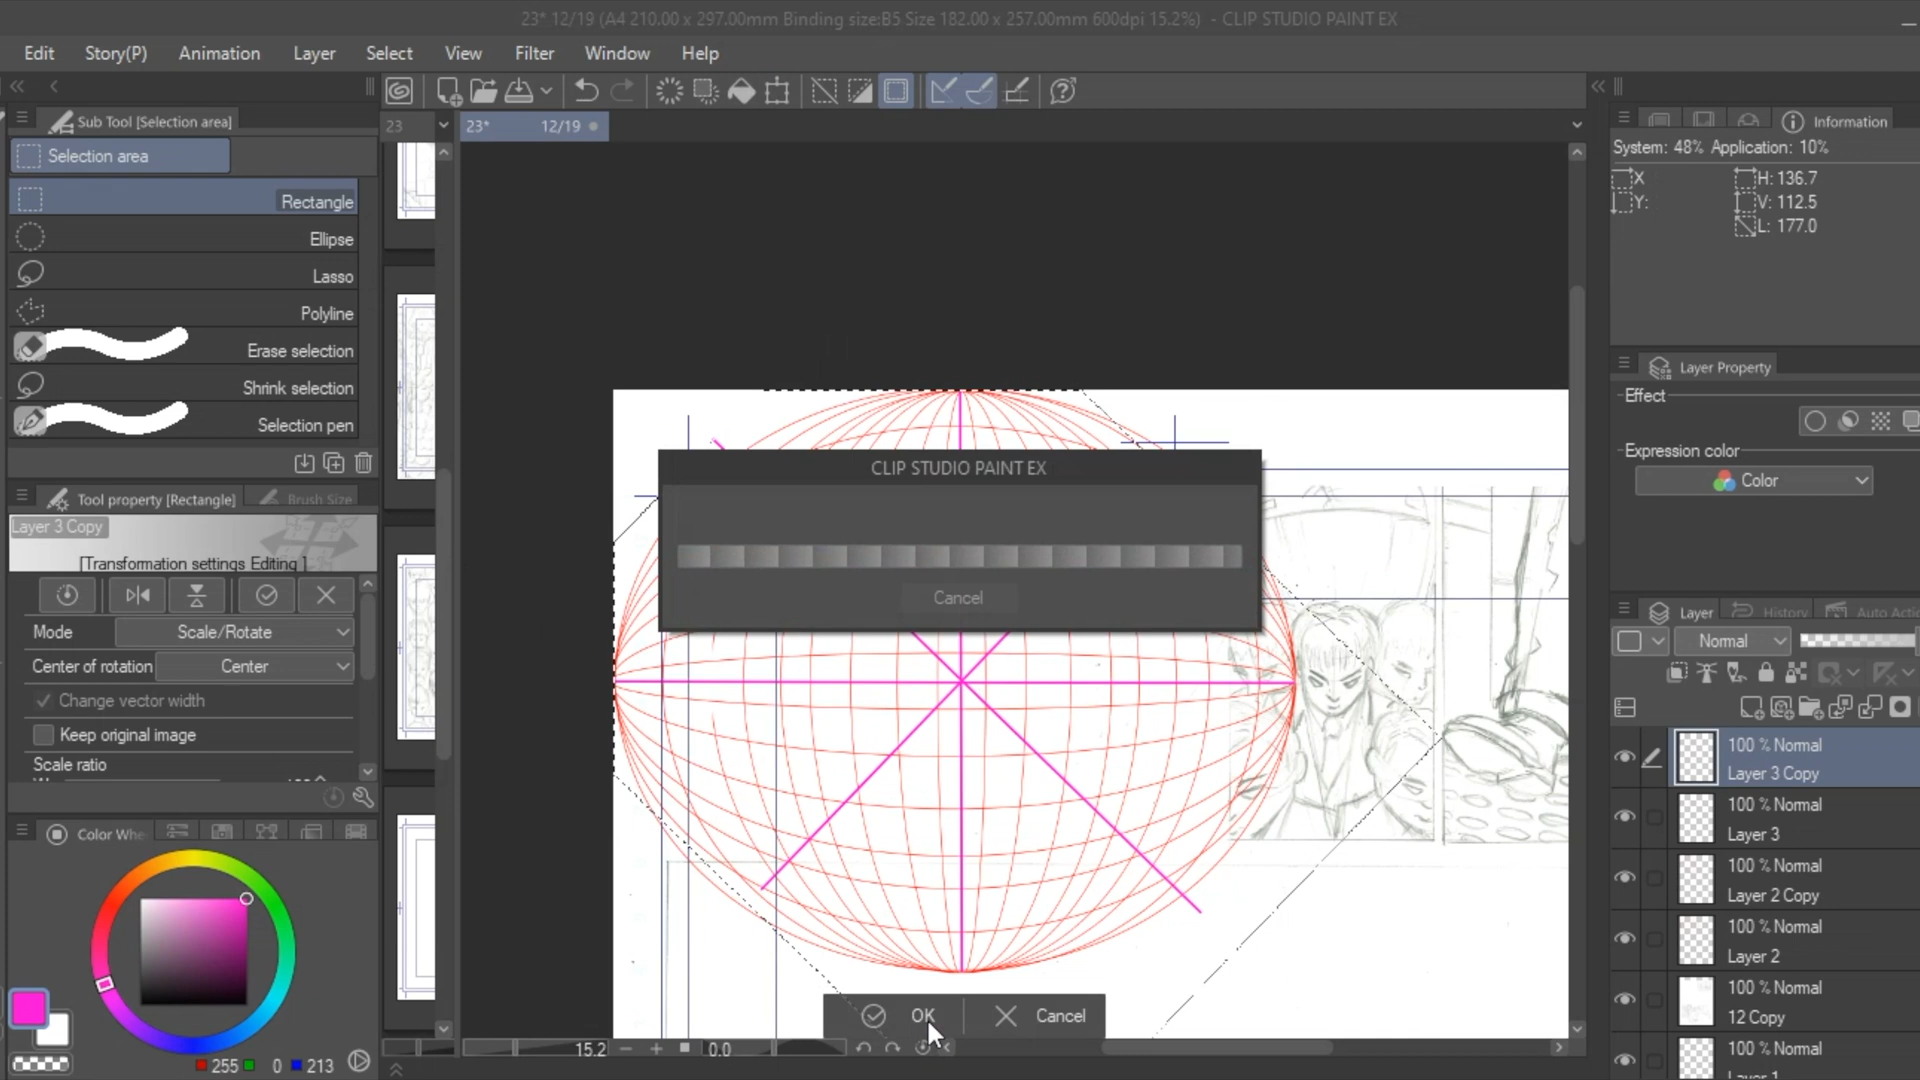 23* 12/19 (A4 210.00 x 297.00mm Binding size:B5 Size 182.00 x 257.00mm 600dpi 15.2%) - CLIP STUDIO PAINT EX
Edit Story(P) Animation Layer Select View Filter Window Help
Sub Tool [Selection area]
Selection area
Rectangle
Ellipse
Lasso
Polyline
Erase selection
Shrink selection
Selection pen
Tool property [Rectangle] Brush Size
Layer 3 Copy
[Transformation settings Editing ]
Mode Scale/Rotate
Center of rotation Center
Change vector width
Keep original image
Scale ratio
Color Whe
255 0 213
23 23* 12/19
CLIP STUDIO PAINT EX
Cancel
OK Cancel
15.2 0.0
Information
System: 48% Application: 10%
X H: 136.7
Y: V: 112.5
L: 177.0
Layer Property
Effect
Expression color
Color
Layer History Auto Acti
Normal
100 % Normal
Layer 3 Copy
100 % Normal
Layer 3
100 % Normal
Layer 2 Copy
100 % Normal
Layer 2
100 % Normal
12 Copy
100 % Normal
Layer 1